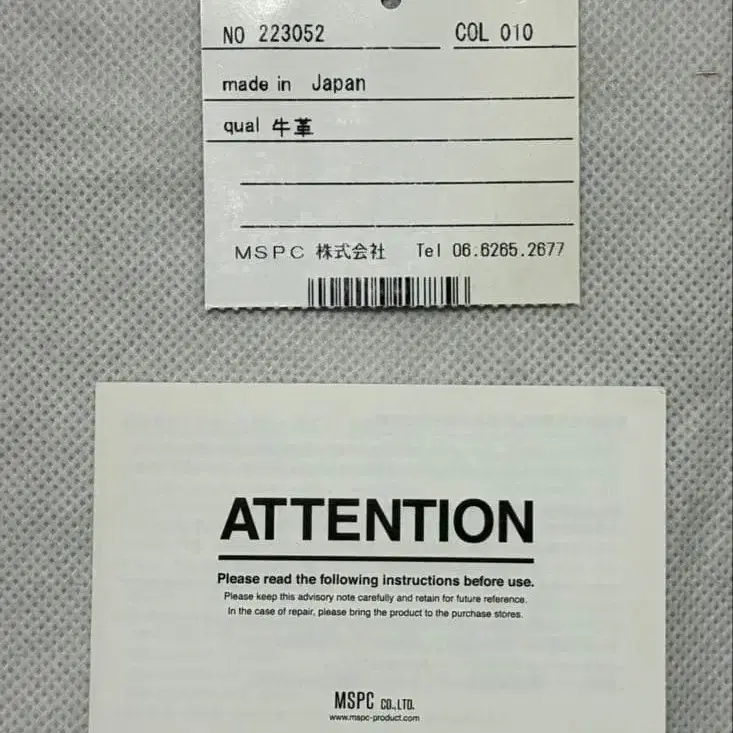 NO 223052 COL 010
made in Japan
qual 牛革
MSPC 株式会社 Tel 06.6265.2677
ATTENTION
Please read the following instructions before use.
Please keep this advisory note carefully and retain for future reference.
In the case of repair, please bring the product to the purchase stores.
MSPC CO.,LTD.
www.mspc-product.com